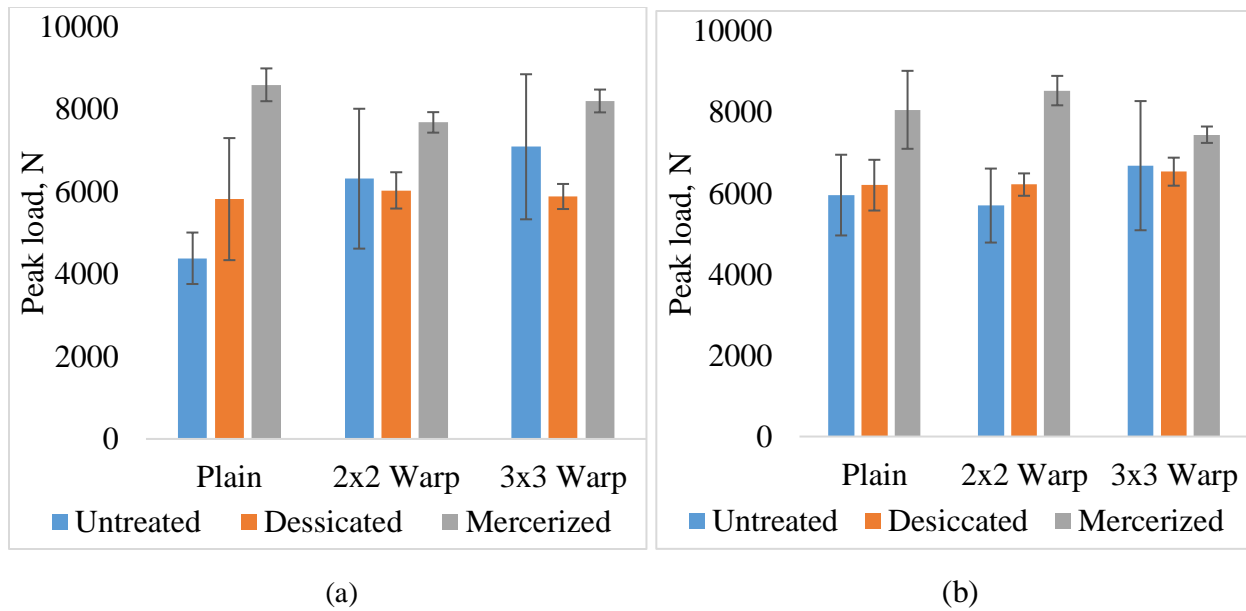 10000
8000
6000
4000
2000
0
Peak load, N
Plain 2x2 Warp 3x3 Warp
Untreated Dessicated Mercerized
(a)
10000
8000
6000
4000
2000
0
Peak load, N
Plain 2x2 Warp 3x3 Warp
Untreated Desiccated Mercerized
(b)